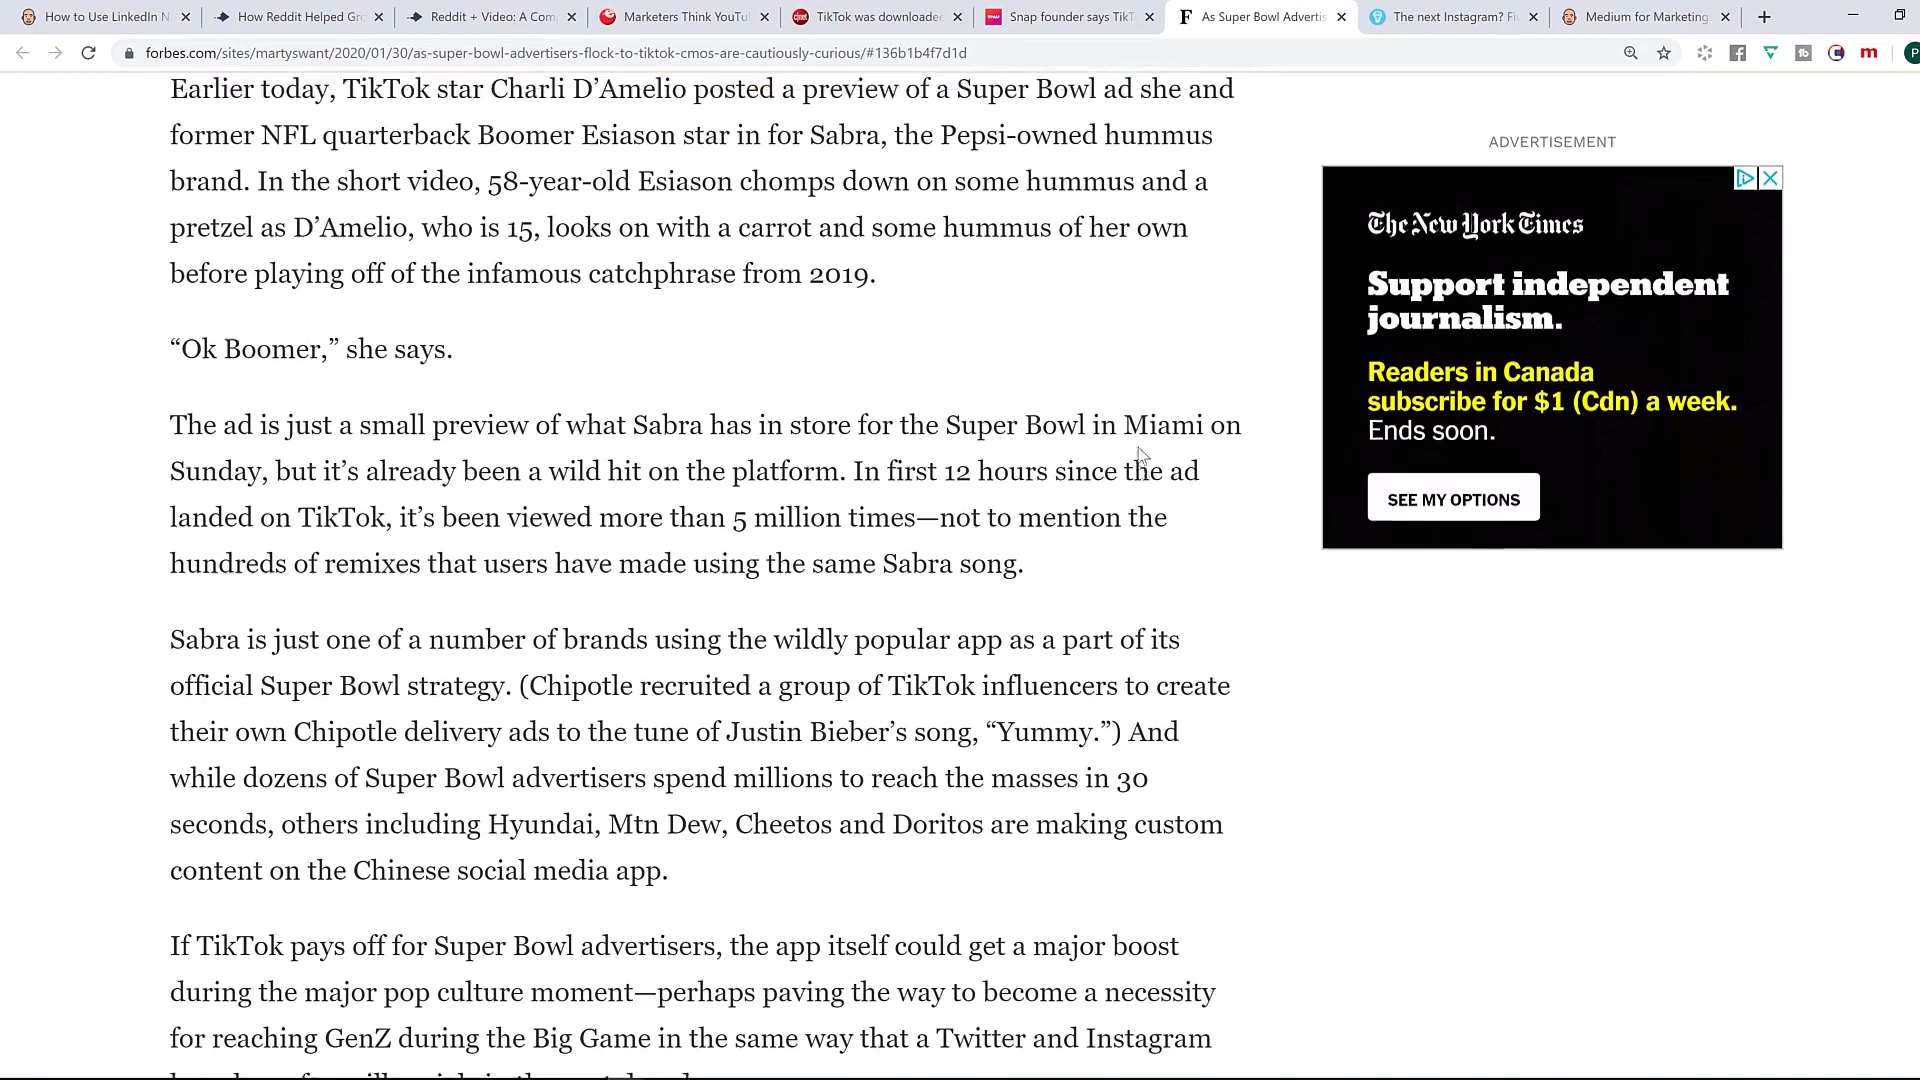 How to Use LinkedIn N
How Reddit Helped Gro
Reddit + Video: A Com
Marketers Think YouTu
TikTok was downloaded
Snap founder says TikT
As Super Bowl Advertis
The next Instagram? Fi
Medium for Marketing
forbes.com/sites/martyswant/2020/01/30/as-super-bowl-advertisers-flock-to-tiktok-cmos-are-cautiously-curious/#136b1b4f7d1d
Earlier today, TikTok star Charli D’Amelio posted a preview of a Super Bowl ad she and
former NFL quarterback Boomer Esiason star in for Sabra, the Pepsi-owned hummus
brand. In the short video, 58-year-old Esiason chomps down on some hummus and a
pretzel as D’Amelio, who is 15, looks on with a carrot and some hummus of her own
before playing off of the infamous catchphrase from 2019.
“Ok Boomer,” she says.
The ad is just a small preview of what Sabra has in store for the Super Bowl in Miami on
Sunday, but it’s already been a wild hit on the platform. In first 12 hours since the ad
landed on TikTok, it’s been viewed more than 5 million times—not to mention the
hundreds of remixes that users have made using the same Sabra song.
Sabra is just one of a number of brands using the wildly popular app as a part of its
official Super Bowl strategy. (Chipotle recruited a group of TikTok influencers to create
their own Chipotle delivery ads to the tune of Justin Bieber’s song, “Yummy.”) And
while dozens of Super Bowl advertisers spend millions to reach the masses in 30
seconds, others including Hyundai, Mtn Dew, Cheetos and Doritos are making custom
content on the Chinese social media app.
If TikTok pays off for Super Bowl advertisers, the app itself could get a major boost
during the major pop culture moment—perhaps paving the way to become a necessity
for reaching GenZ during the Big Game in the same way that a Twitter and Instagram
ADVERTISEMENT
The New York Times
Support independent
journalism.
Readers in Canada
subscribe for $1 (Cdn) a week.
Ends soon.
SEE MY OPTIONS